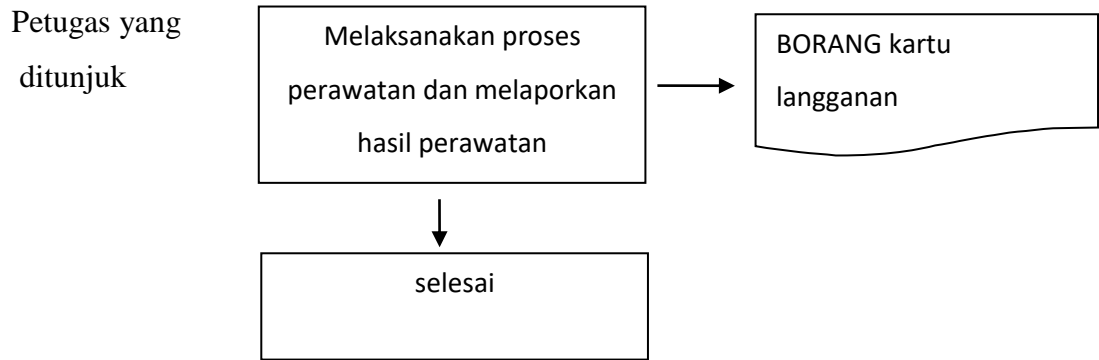 Petugas yang
ditunjuk
Melaksanakan proses
perawatan dan melaporkan
hasil perawatan
BORANG kartu
langganan
selesai